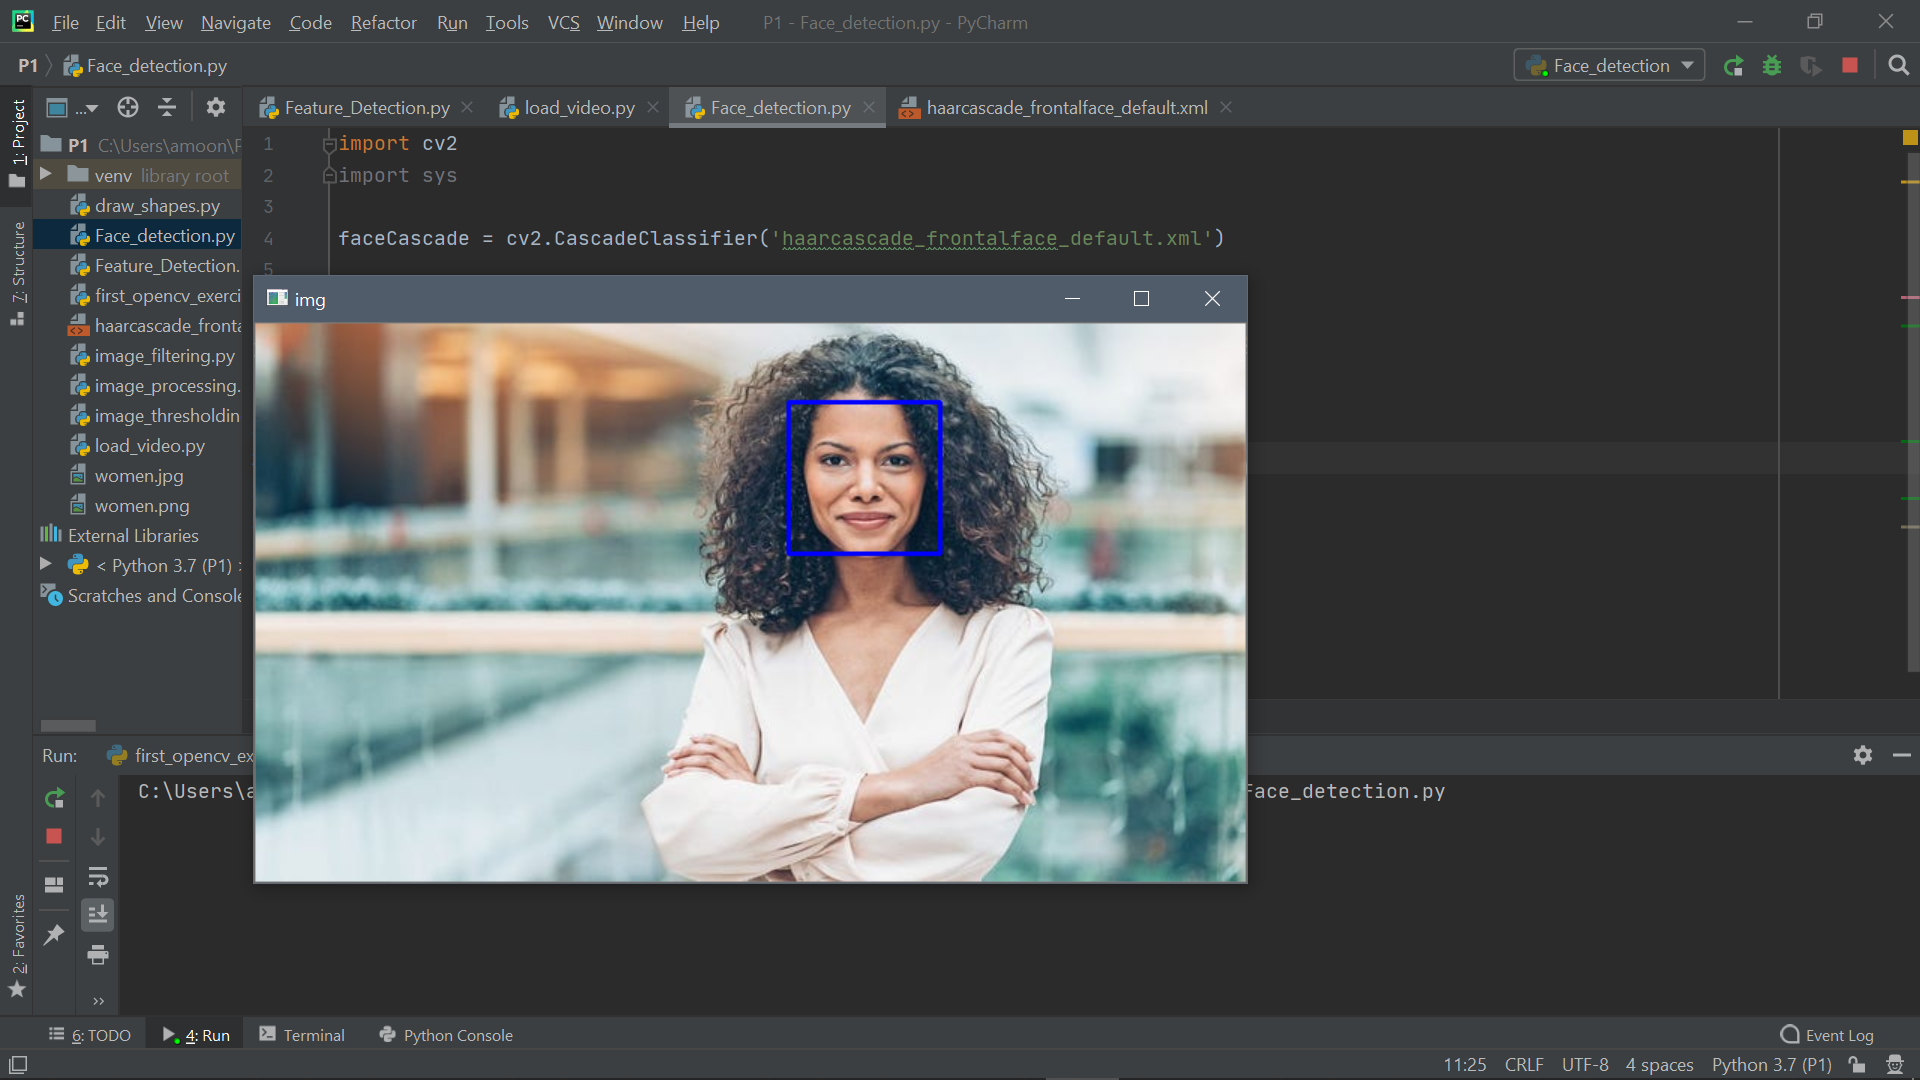 File Edit View Navigate Code Refactor Run Tools VCS Window Help P1 - Face_detection.py - PyCharm
P1 Face_detection.py Face_detection
... Feature_Detection.py load_video.py Face_detection.py haarcascade_frontalface_default.xml
1: Project
7: Structure
2: Favorites
P1 C:\Users\amoon\P
venv library root
draw_shapes.py
Face_detection.py
Feature_Detection.
first_opencv_exerci
haarcascade_fronta
image_filtering.py
image_processing.
image_thresholdin
load_video.py
women.jpg
women.png
External Libraries
< Python 3.7 (P1)
Scratches and Console
1 import cv2
2 import sys
3
4 faceCascade = cv2.CascadeClassifier('haarcascade_frontalface_default.xml')
5
img
Run: first_opencv_ex
C:\Users\a Face_detection.py
6: TODO 4: Run Terminal Python Console Event Log
11:25 CRLF UTF-8 4 spaces Python 3.7 (P1)